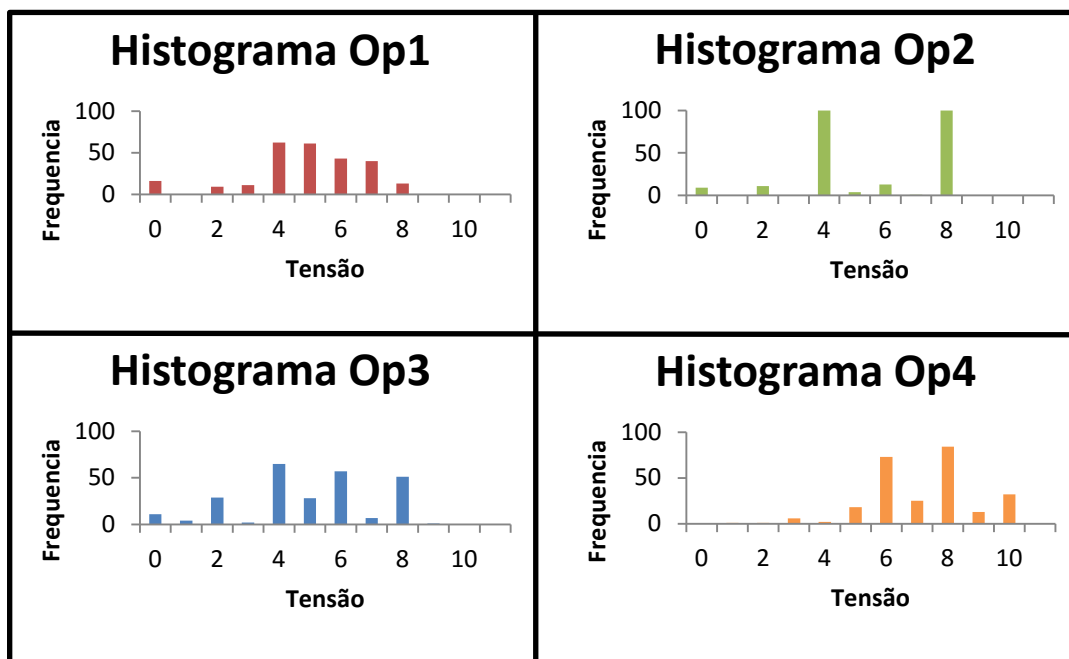 Histograma Op1
100
50
0
Frequencia
0 2 4 6 8 10
Tensão
Histograma Op2
100
50
0
Frequencia
0 2 4 6 8 10
Tensão
Histograma Op3
100
50
0
Frequencia
0 2 4 6 8 10
Tensão
Histograma Op4
100
50
0
Frequencia
0 2 4 6 8 10
Tensão